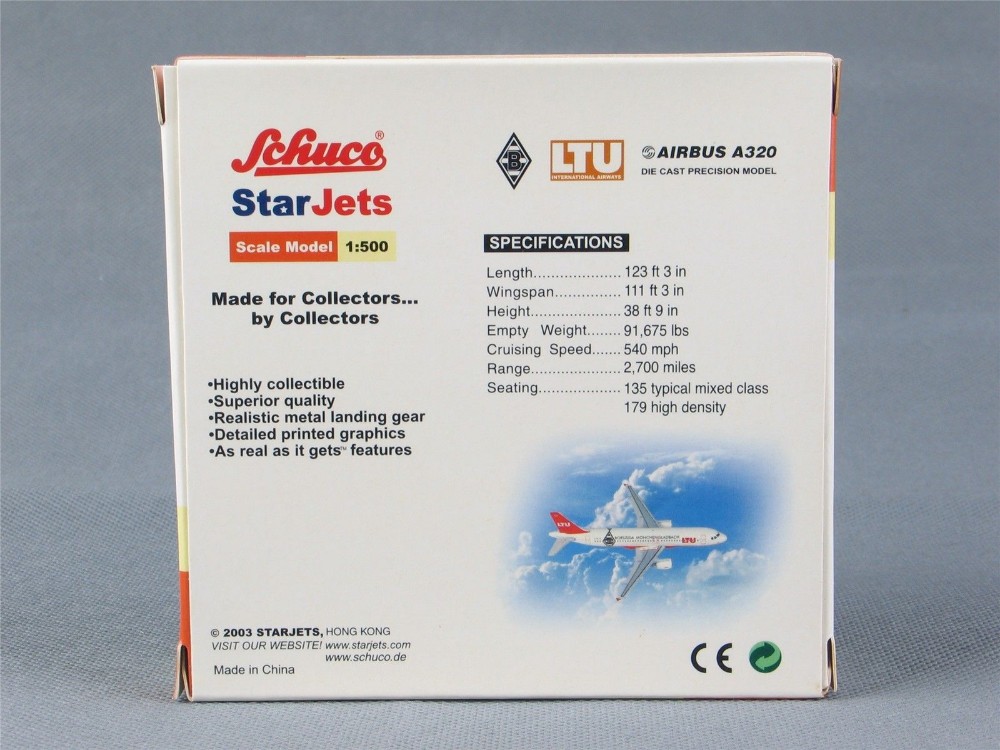 Schuco®
StarJets
Scale Model 1:500
Made for Collectors...
by Collectors
•Highly collectible
•Superior quality
•Realistic metal landing gear
•Detailed printed graphics
•As real as it gets™ features
© 2003 STARJETS, HONG KONG
VISIT OUR WEBSITE! www.starjets.com
www.schuco.de
Made in China
B
LTU
INTERNATIONAL AIRWAYS
AIRBUS A320
DIE CAST PRECISION MODEL
SPECIFICATIONS
Length.................... 123 ft 3 in
Wingspan............... 111 ft 3 in
Height..................... 38 ft 9 in
Empty Weight........ 91,675 lbs
Cruising Speed....... 540 mph
Range..................... 2,700 miles
Seating................... 135 typical mixed class
179 high density
LTU
BORUSSIA MÖNCHENGLADBACH
LTU
CE